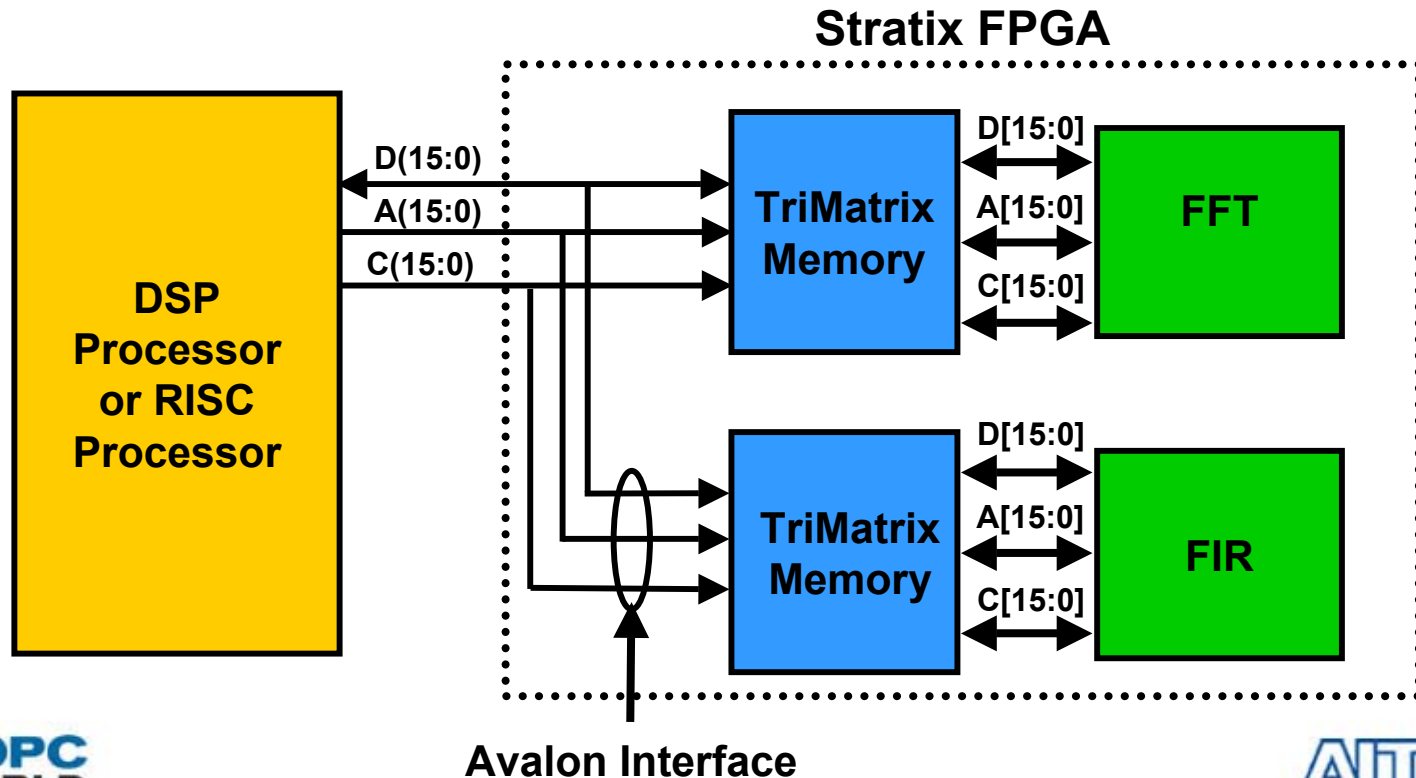 Stratix FPGA
DSP
Processor
or RISC
Processor
D(15:0)
A(15:0)
C(15:0)
TriMatrix
Memory
D[15:0]
A[15:0]
C[15:0]
FFT
TriMatrix
Memory
D[15:0]
A[15:0]
C[15:0]
FIR
Avalon Interface